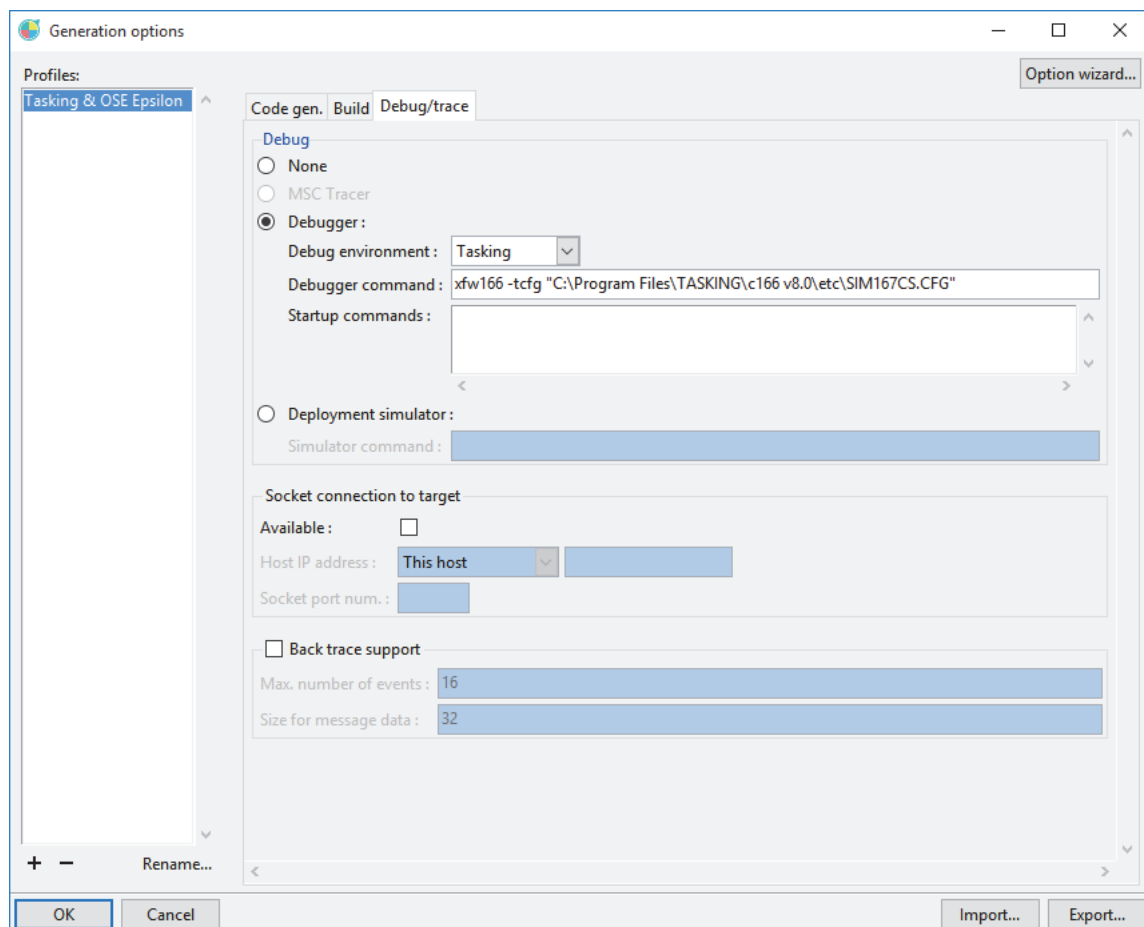 Generation options
Profiles:
Option wizard...
Tasking & OSE Epsilon
Code gen. Build Debug/trace
Debug
None
MSC Tracer
Debugger :
Debug environment : Tasking
Debugger command : xfw166 -tcfg "C:\Program Files\TASKING\c166 v8.0\etc\SIM167CS.CFG"
Startup commands :
Deployment simulator :
Simulator command :
Socket connection to target
Available :
Host IP address : This host
Socket port num. :
Back trace support
Max. number of events : 16
Size for message data : 32
+ − Rename...
OK Cancel Import... Export...